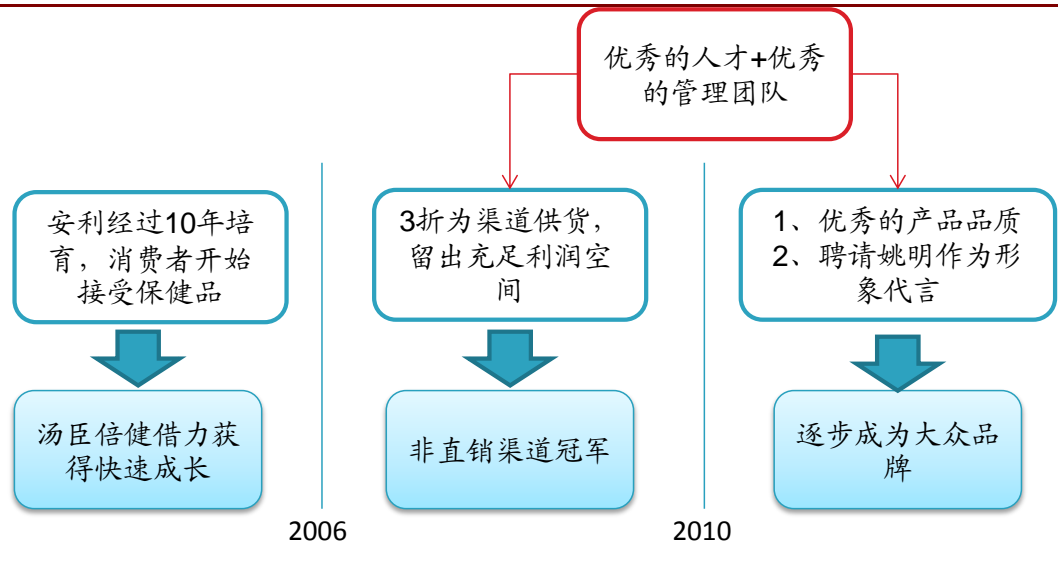 优秀的人才+优秀
的管理团队
安利经过10年培
育，消费者开始
接受保健品
3折为渠道供货，
留出充足利润空
间
1、优秀的产品品质
2、聘请姚明作为形
象代言
汤臣倍健借力获
得快速成长
非直销渠道冠军
逐步成为大众品
牌
2006
2010